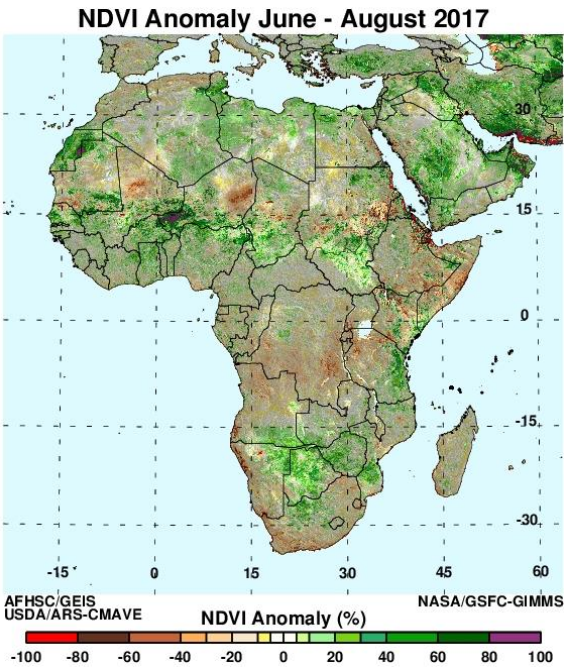 NDVI Anomaly June - August 2017
30
15
0
-15
-30
-15 0 15 30 45 60
AFHSC/GEIS NASA/GSFC-GIMMS
USDA/ARS-CMAVE
NDVI Anomaly (%)
-100 -80 -60 -40 -20 0 20 40 60 80 100